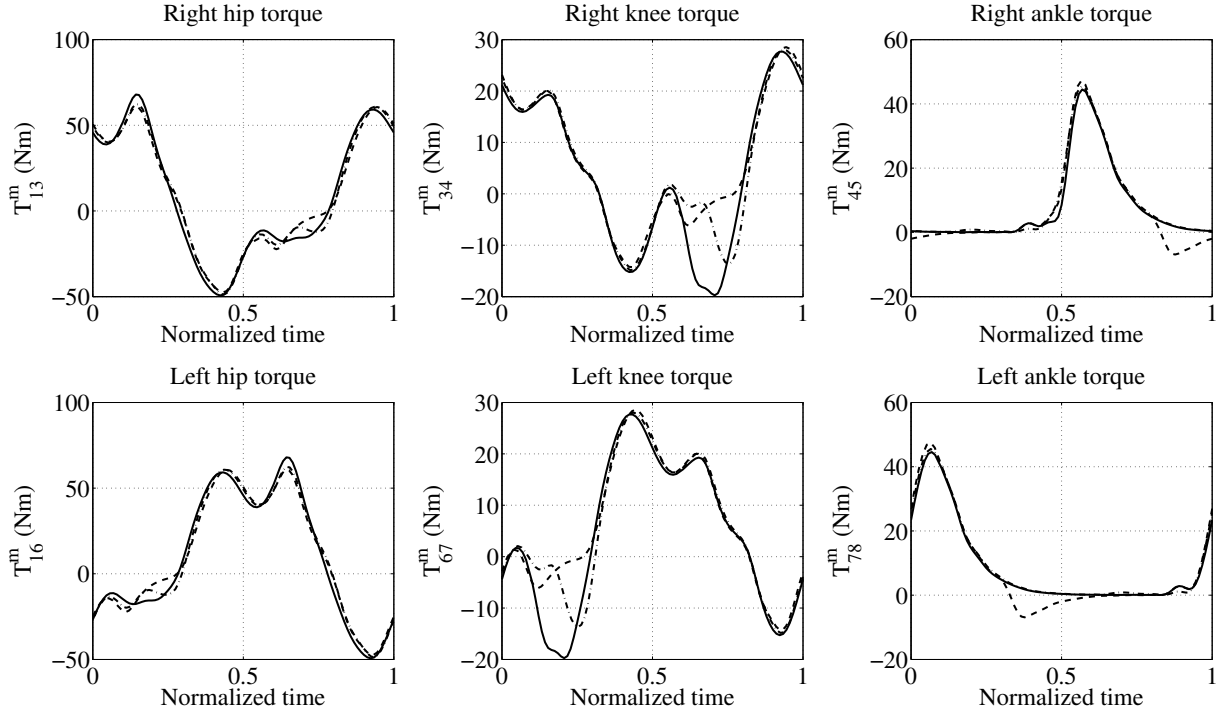 Right hip torque
Right knee torque
Right ankle torque
100
50
0
−50
0
0.5
1
T^m_13 (Nm)
Normalized time
30
20
10
0
−10
−20
0
0.5
1
T^m_34 (Nm)
Normalized time
60
40
20
0
−20
0
0.5
1
T^m_45 (Nm)
Normalized time
Left hip torque
Left knee torque
Left ankle torque
100
50
0
−50
0
0.5
1
T^m_16 (Nm)
Normalized time
30
20
10
0
−10
−20
0
0.5
1
T^m_67 (Nm)
Normalized time
60
40
20
0
−20
0
0.5
1
T^m_78 (Nm)
Normalized time